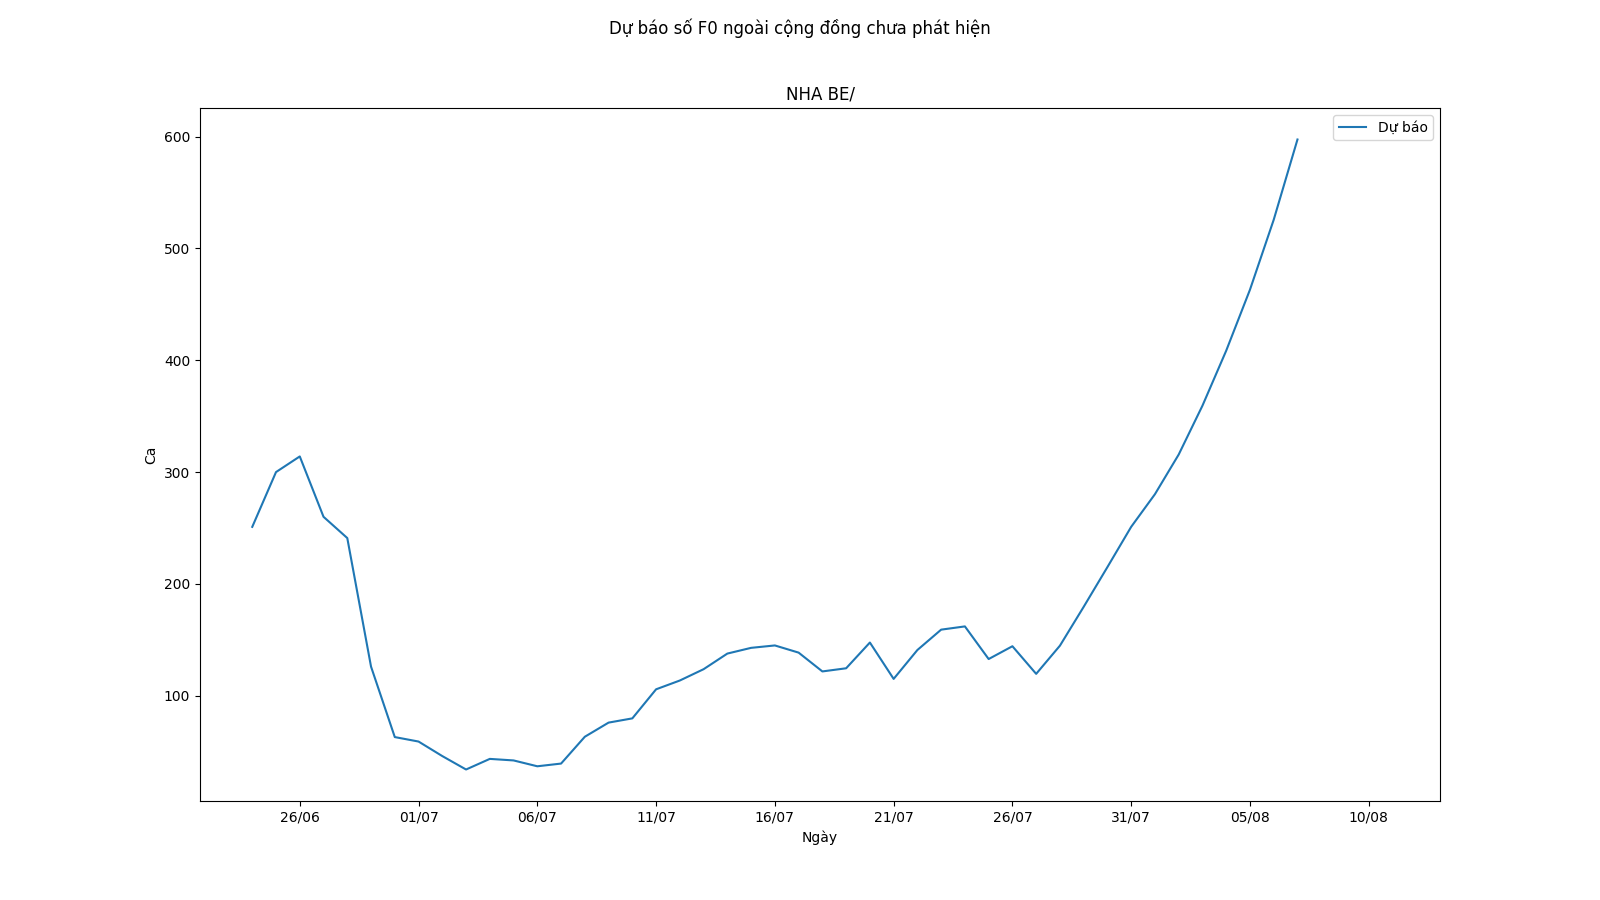 Dự báo số F0 ngoài cộng đồng chưa phát hiện
NHA BE/
Dự báo
600
500
400
300
200
100
Ca
26/06 01/07 06/07 11/07 16/07 21/07 26/07 31/07 05/08 10/08
Ngày